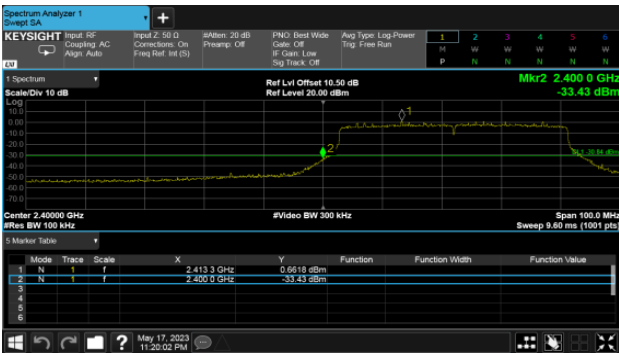 Spectrum Analyzer 1
Swept SA
+
KEYSIGHT Input: RF Input Z: 50 Ω #Atten: 20 dB PNO: Best Wide Avg Type: Log-Power 1 2 3 4 5 6
Coupling: AC Corrections: On Preamp: Off Gate: Off Trig: Free Run M W W W W W
Align: Auto Freq Ref: Int (S) IF Gain: Low
LXI Sig Track: Off P N N N N N
1 Spectrum Ref Lvl Offset 10.50 dB Mkr2 2.400 0 GHz
Scale/Div 10 dB Ref Level 20.00 dBm -33.43 dBm
Log
10.0
0.00
-10.0
-20.0
-30.0
-40.0
-50.0
-60.0
-70.0
1
2
DL1 -30.84 dBm
Center 2.40000 GHz #Video BW 300 kHz Span 100.0 MHz
#Res BW 100 kHz Sweep 9.60 ms (1001 pts)
5 Marker Table
Mode Trace Scale X Y Function Function Width Function Value
1 N 1 f 2.413 3 GHz 0.6618 dBm
2 N 1 f 2.400 0 GHz -33.43 dBm
3
4
5
6
? May 17, 2023
11:20:02 PM